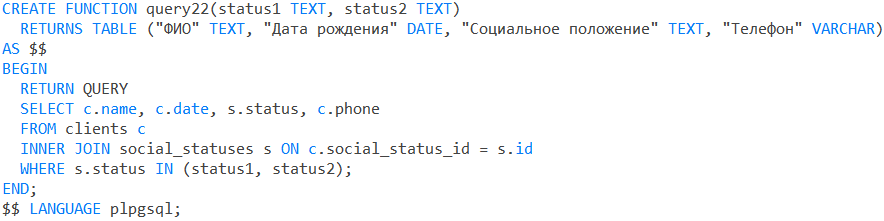 CREATE FUNCTION query22(status1 TEXT, status2 TEXT)
  RETURNS TABLE ("ФИО" TEXT, "Дата рождения" DATE, "Социальное положение" TEXT, "Телефон" VARCHAR)
AS $$
BEGIN
  RETURN QUERY
  SELECT c.name, c.date, s.status, c.phone
  FROM clients c
  INNER JOIN social_statuses s ON c.social_status_id = s.id
  WHERE s.status IN (status1, status2);
END;
$$ LANGUAGE plpgsql;